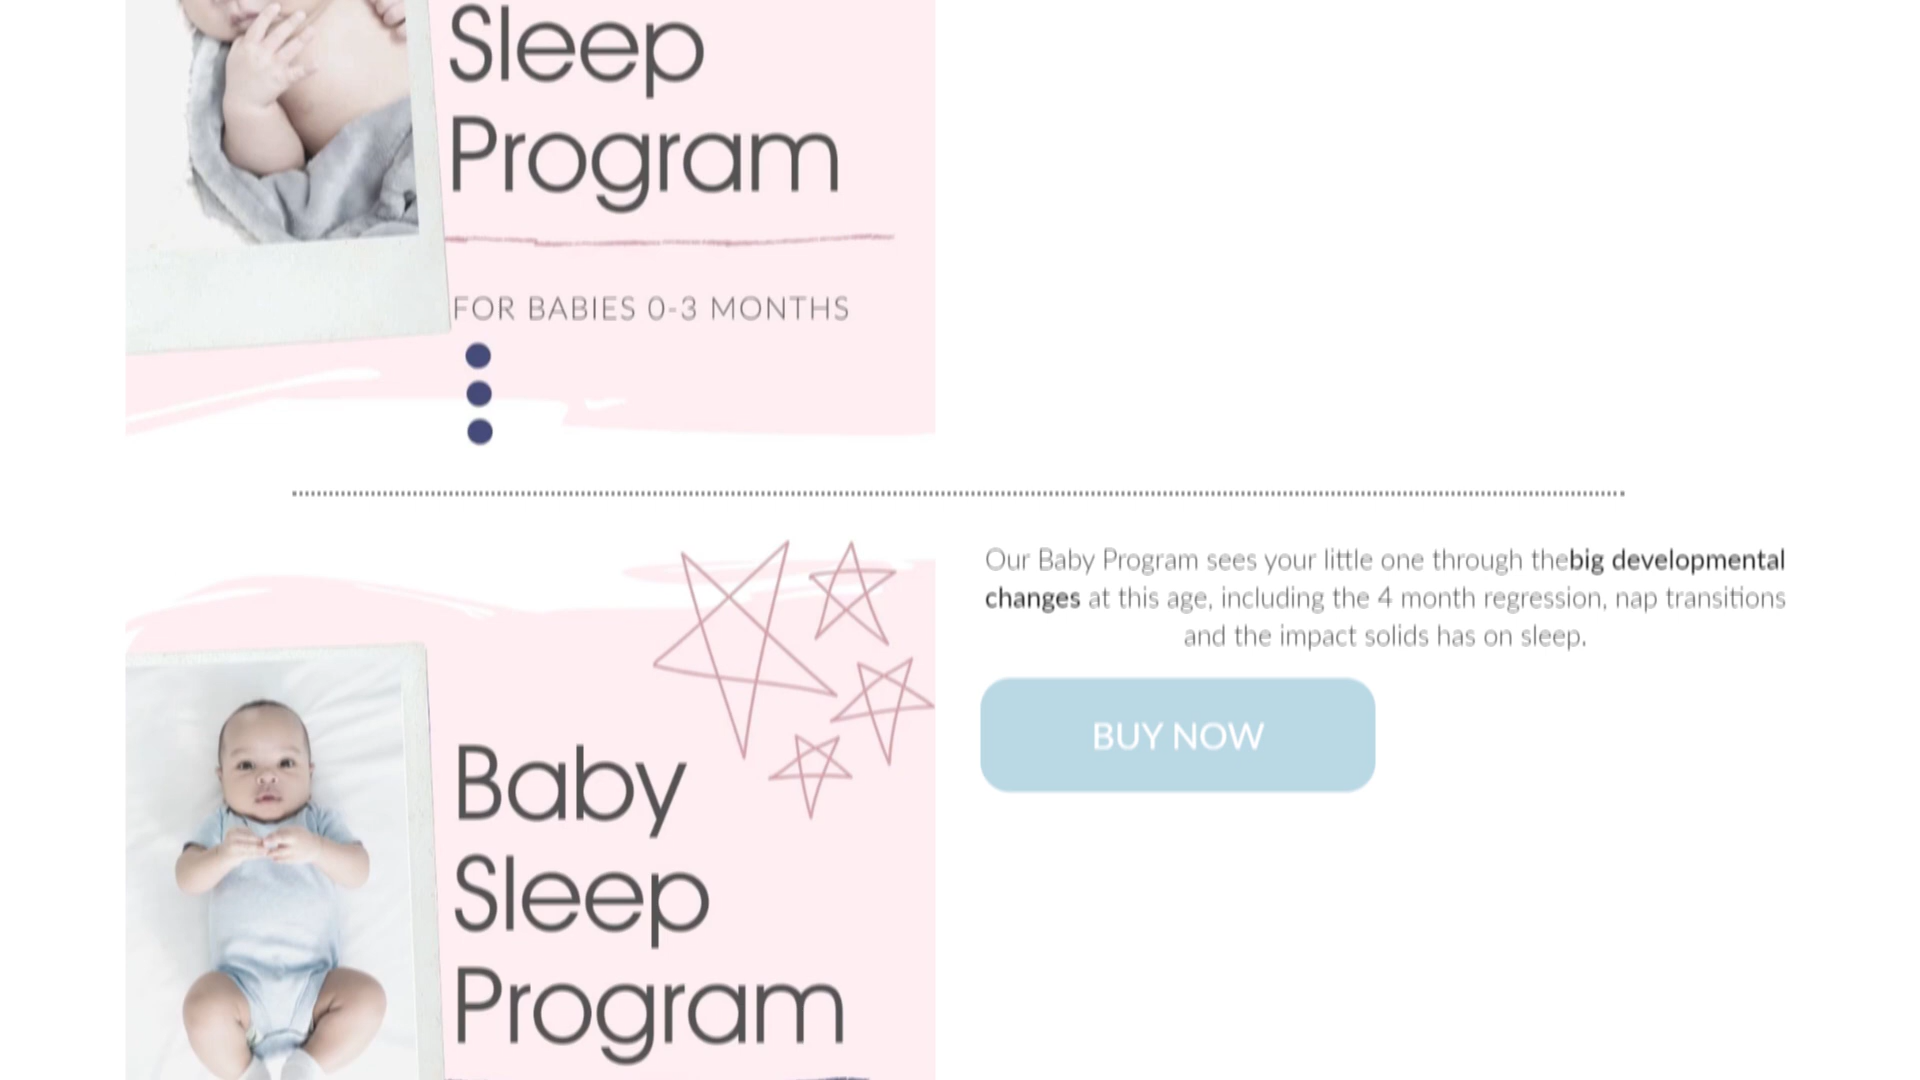 Sleep
Program
FOR BABIES 0-3 MONTHS
Our Baby Program sees your little one through thebig developmental
changes at this age, including the 4 month regression, nap transitions
and the impact solids has on sleep.
BUY NOW
Baby
Sleep
Program